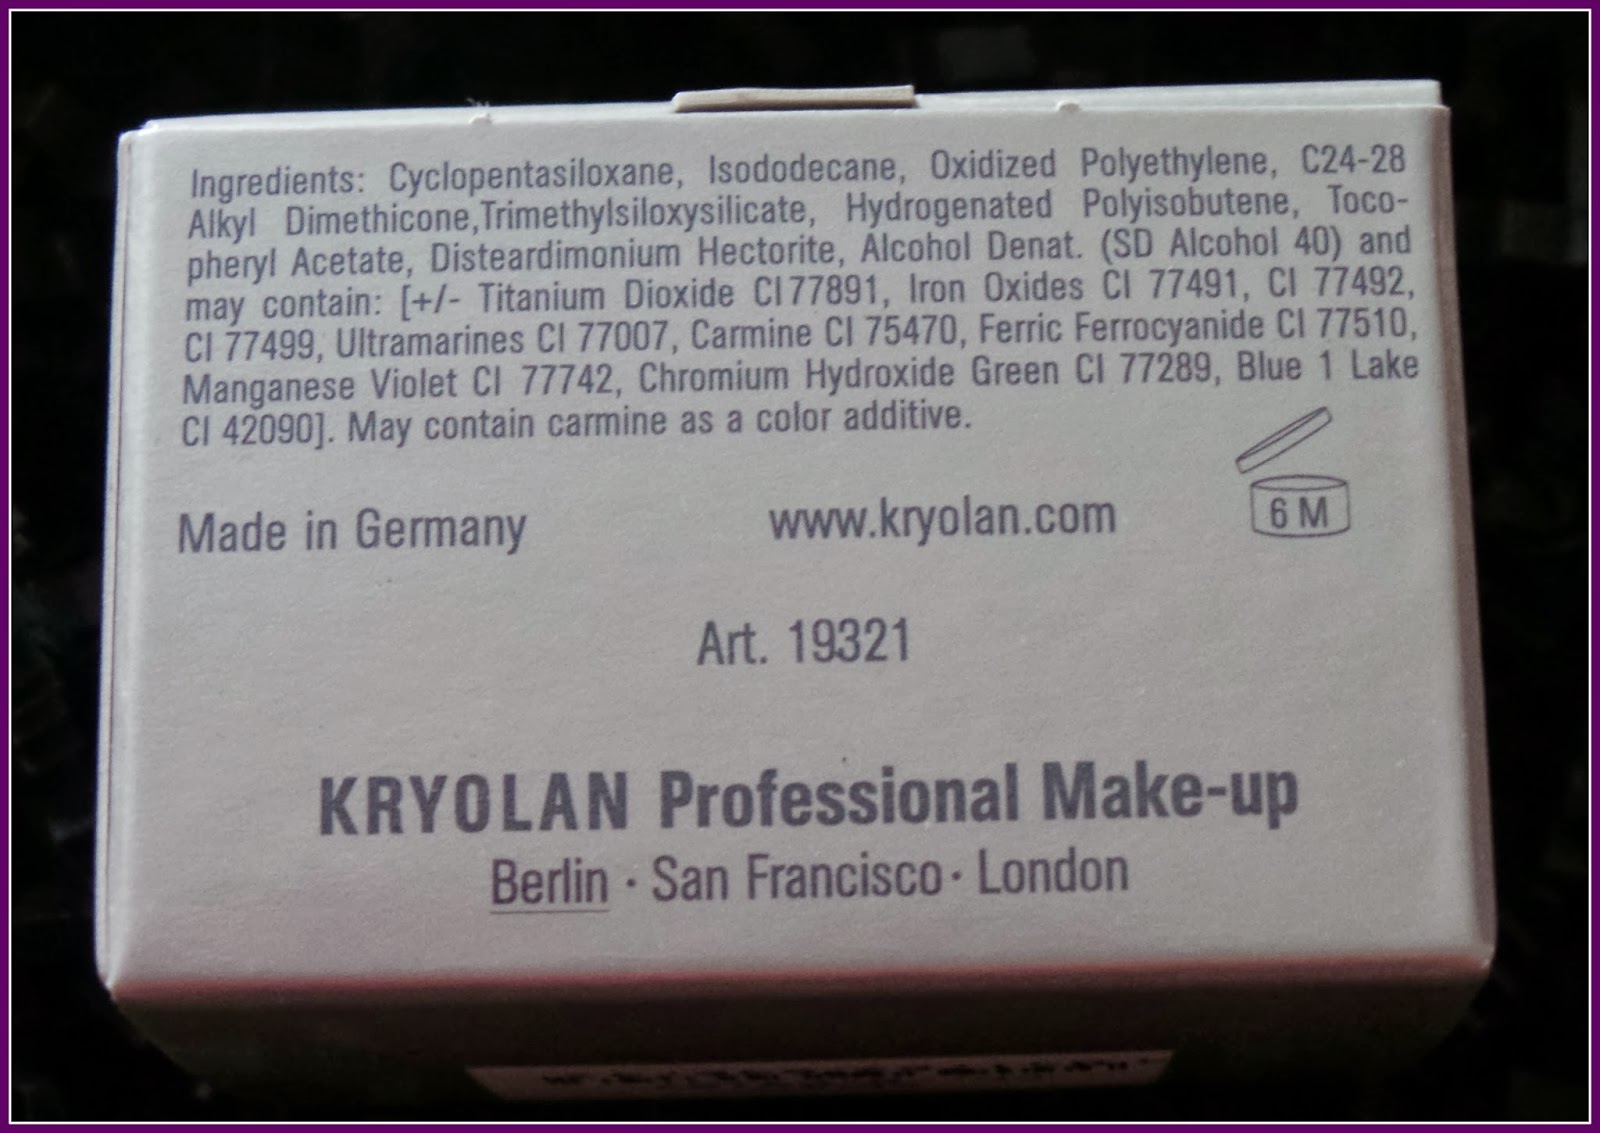 Ingredients: Cyclopentasiloxane, Isododecane, Oxidized Polyethylene, C24-28
Alkyl Dimethicone,Trimethylsiloxysilicate, Hydrogenated Polyisobutene, Toco-
pheryl Acetate, Disteardimonium Hectorite, Alcohol Denat. (SD Alcohol 40) and
may contain: [+/- Titanium Dioxide CI 77891, Iron Oxides CI 77491, CI 77492,
CI 77499, Ultramarines CI 77007, Carmine CI 75470, Ferric Ferrocyanide CI 77510,
Manganese Violet CI 77742, Chromium Hydroxide Green CI 77289, Blue 1 Lake
CI 42090]. May contain carmine as a color additive.
6 M
Made in Germany www.kryolan.com
Art. 19321
KRYOLAN Professional Make-up
Berlin · San Francisco · London